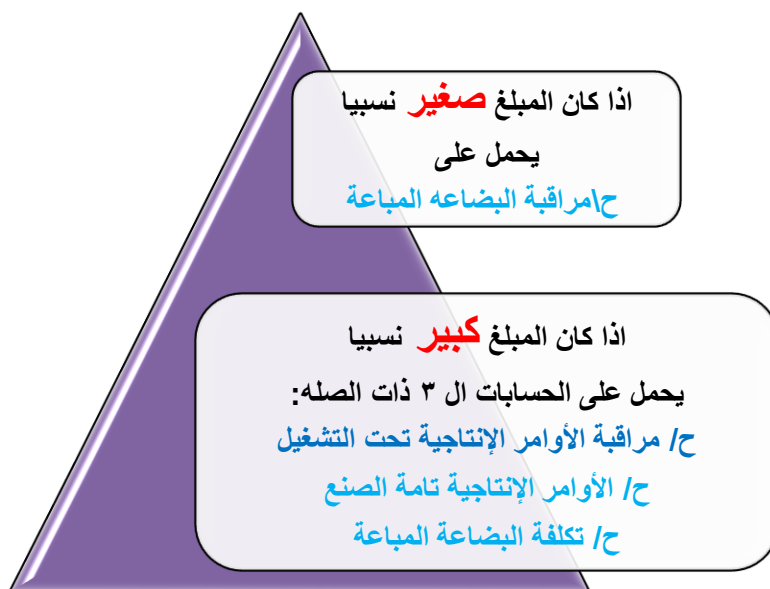 اذا كان المبلغ صغير نسبيا
يحمل على
ح\مراقبة البضاعه المباعة
اذا كان المبلغ كبير نسبيا
يحمل على الحسابات ال ٣ ذات الصله:
ح/ مراقبة الأوامر الإنتاجية تحت التشغيل
ح/ الأوامر الإنتاجية تامة الصنع
ح/ تكلفة البضاعة المباعة